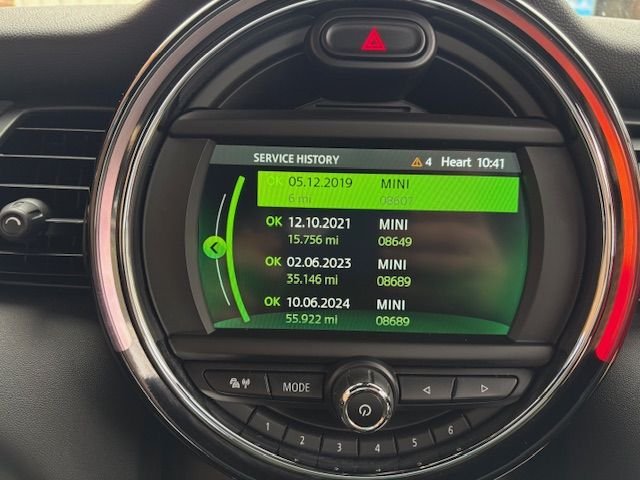 SERVICE HISTORY 4 Heart 10:41
OK 05.12.2019 MINI
6 mi 08607
OK 12.10.2021 MINI
15.756 mi 08649
OK 02.06.2023 MINI
35.146 mi 08689
OK 10.06.2024 MINI
55.922 mi 08689
MODE
1 2 3 4 5 6